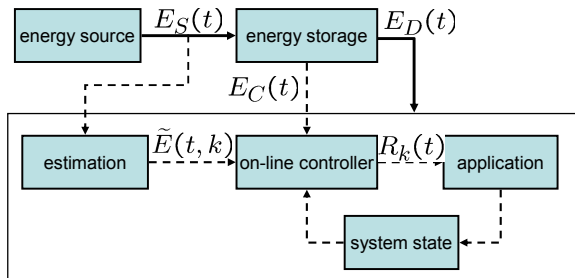 energy source
E_S(t)
energy storage
E_D(t)
E_C(t)
estimation
Ẽ(t, k)
on-line controller
R_k(t)
application
system state